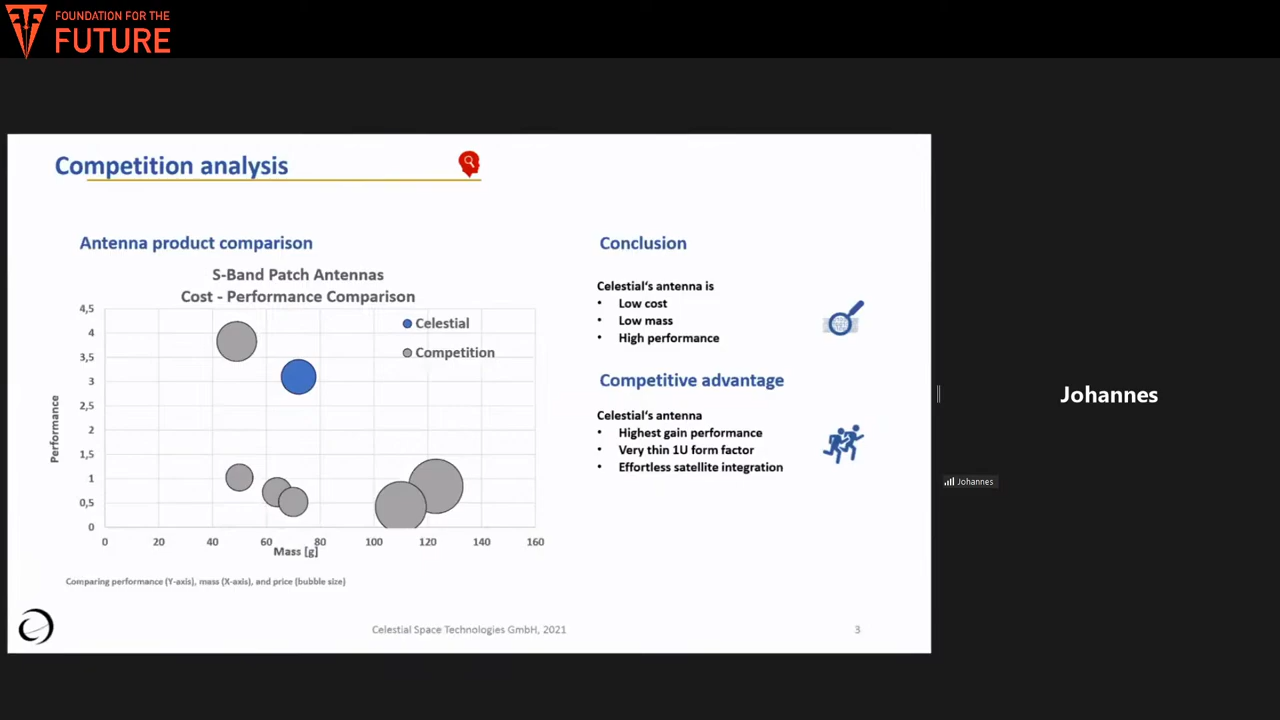 FOUNDATION FOR THE
FUTURE
Competition analysis
Antenna product comparison
S-Band Patch Antennas
Cost - Performance Comparison
4,5
4
3,5
3
2,5
2
1,5
1
0,5
0
Performance
Celestial
Competition
0 20 40 60 80 100 120 140 160
Mass [g]
Comparing performance (Y-axis), mass (X-axis), and price (bubble size)
Conclusion
Celestial‘s antenna is
• Low cost
• Low mass
• High performance
Competitive advantage
Celestial‘s antenna
• Highest gain performance
• Very thin 1U form factor
• Effortless satellite integration
Celestial Space Technologies GmbH, 2021
3
Johannes
Johannes